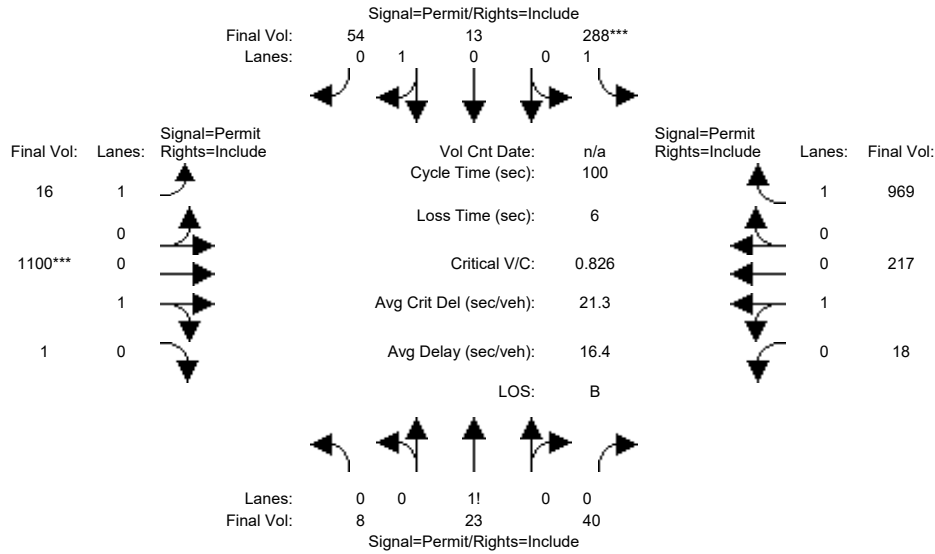 Signal=Permit/Rights=Include
Final Vol: 54 13 288***
Lanes: 0 1 0 0 1
Signal=Permit Signal=Permit
Final Vol: Lanes: Rights=Include Vol Cnt Date: n/a Rights=Include Lanes: Final Vol:
Cycle Time (sec): 100
16 1 1 969
Loss Time (sec): 6
0 0
1100*** 0 Critical V/C: 0.826 0 217
1 Avg Crit Del (sec/veh): 21.3 1
1 0 Avg Delay (sec/veh): 16.4 0 18
LOS: B
Lanes: 0 0 1! 0 0
Final Vol: 8 23 40
Signal=Permit/Rights=Include